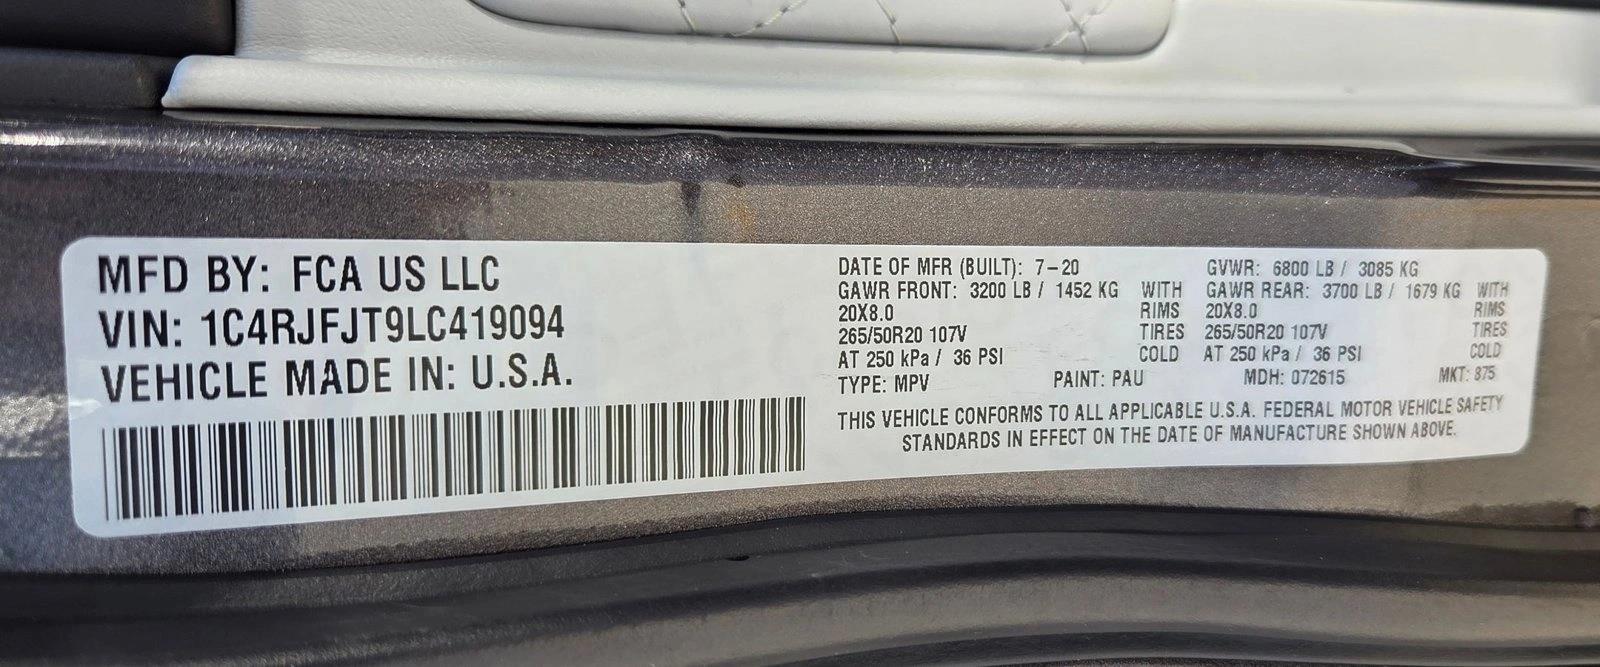 MFD BY: FCA US LLC
VIN: 1C4RJFJT9LC419094
VEHICLE MADE IN: U.S.A.
DATE OF MFR (BUILT): 7-20 GVWR: 6800 LB / 3085 KG
GAWR FRONT: 3200 LB / 1452 KG WITH GAWR REAR: 3700 LB / 1679 KG WITH
20X8.0 RIMS 20X8.0 RIMS
265/50R20 107V TIRES 265/50R20 107V TIRES
AT 250 kPa / 36 PSI COLD AT 250 kPa / 36 PSI COLD
TYPE: MPV PAINT: PAU MDH: 072615 MKT: 875
THIS VEHICLE CONFORMS TO ALL APPLICABLE U.S.A. FEDERAL MOTOR VEHICLE SAFETY
STANDARDS IN EFFECT ON THE DATE OF MANUFACTURE SHOWN ABOVE.